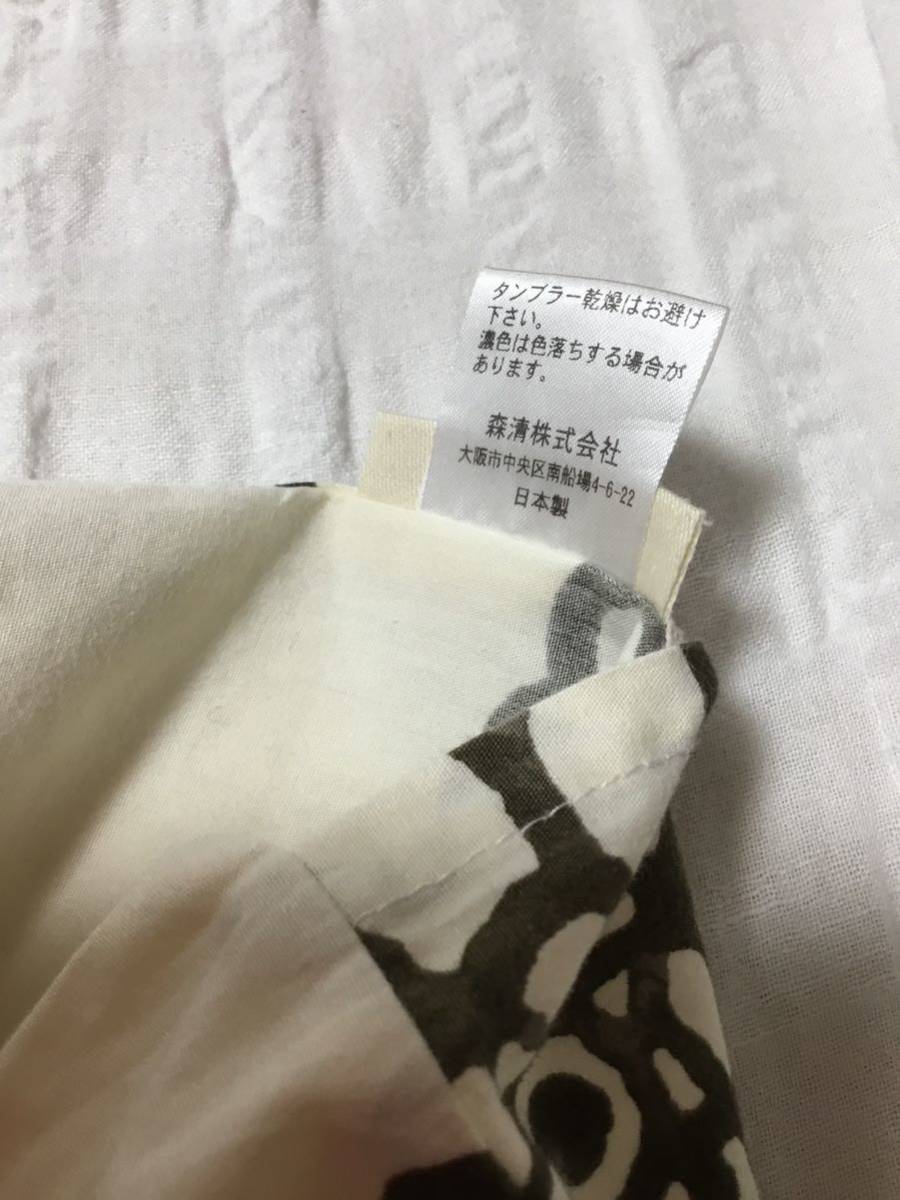 タンブラー乾燥はお避け
下さい。
濃色は色落ちする場合が
あります。
森清株式会社
大阪市中央区南船場4-6-22
日本製